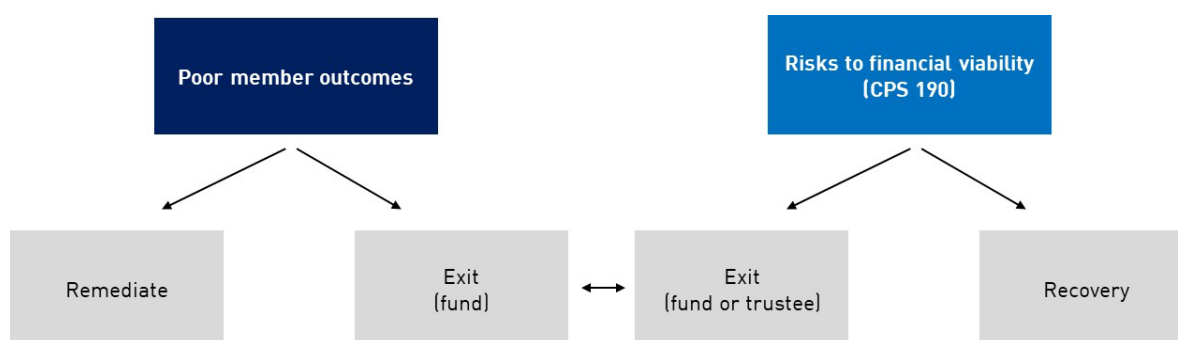 Poor member outcomes
Risks to financial viability
(CPS 190)
Remediate
Exit
(fund)
Exit
(fund or trustee)
Recovery